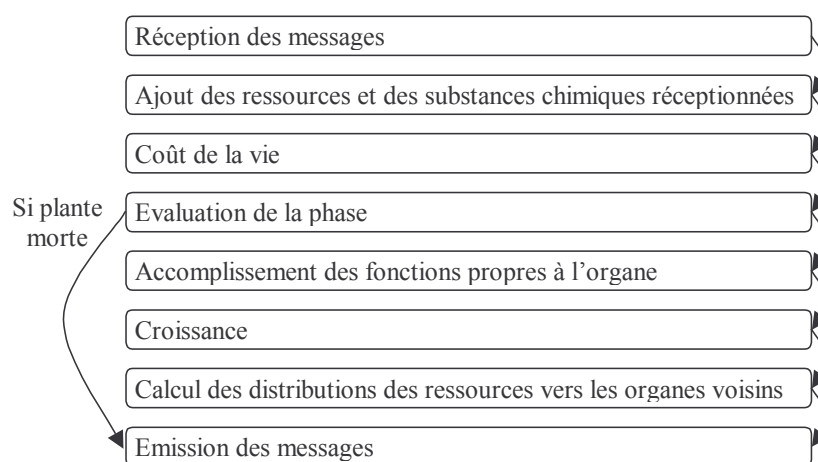 Réception des messages
Ajout des ressources et des substances chimiques réceptionnées
Coût de la vie
Si plante
morte
Evaluation de la phase
Accomplissement des fonctions propres à l'organe
Croissance
Calcul des distributions des ressources vers les organes voisins
Emission des messages